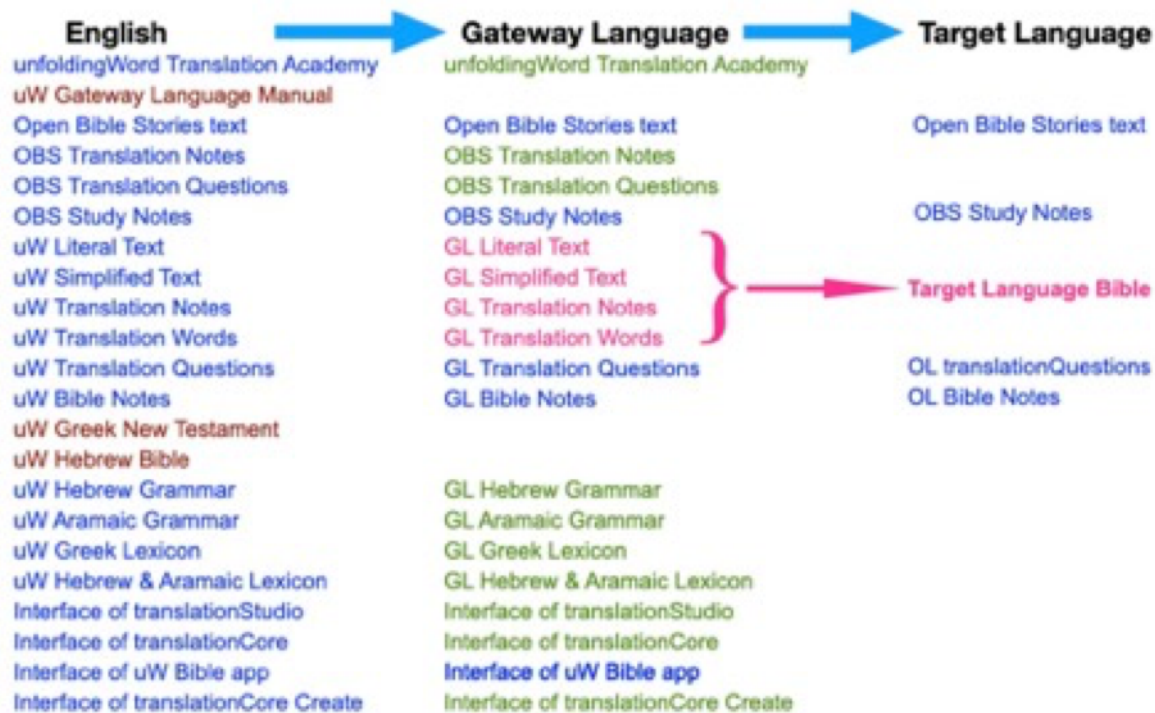 English Gateway Language Target Language
unfoldingWord Translation Academy unfoldingWord Translation Academy
uW Gateway Language Manual
Open Bible Stories text Open Bible Stories text Open Bible Stories text
OBS Translation Notes OBS Translation Notes
OBS Translation Questions OBS Translation Questions
OBS Study Notes OBS Study Notes OBS Study Notes
uW Literal Text GL Literal Text
uW Simplified Text GL Simplified Text Target Language Bible
uW Translation Notes GL Translation Notes
uW Translation Words GL Translation Words
uW Translation Questions GL Translation Questions OL translationQuestions
uW Bible Notes GL Bible Notes OL Bible Notes
uW Greek New Testament
uW Hebrew Bible
uW Hebrew Grammar GL Hebrew Grammar
uW Aramaic Grammar GL Aramaic Grammar
uW Greek Lexicon GL Greek Lexicon
uW Hebrew & Aramaic Lexicon GL Hebrew & Aramaic Lexicon
Interface of translationStudio Interface of translationStudio
Interface of translationCore Interface of translationCore
Interface of uW Bible app Interface of uW Bible app
Interface of translationCore Create Interface of translationCore Create